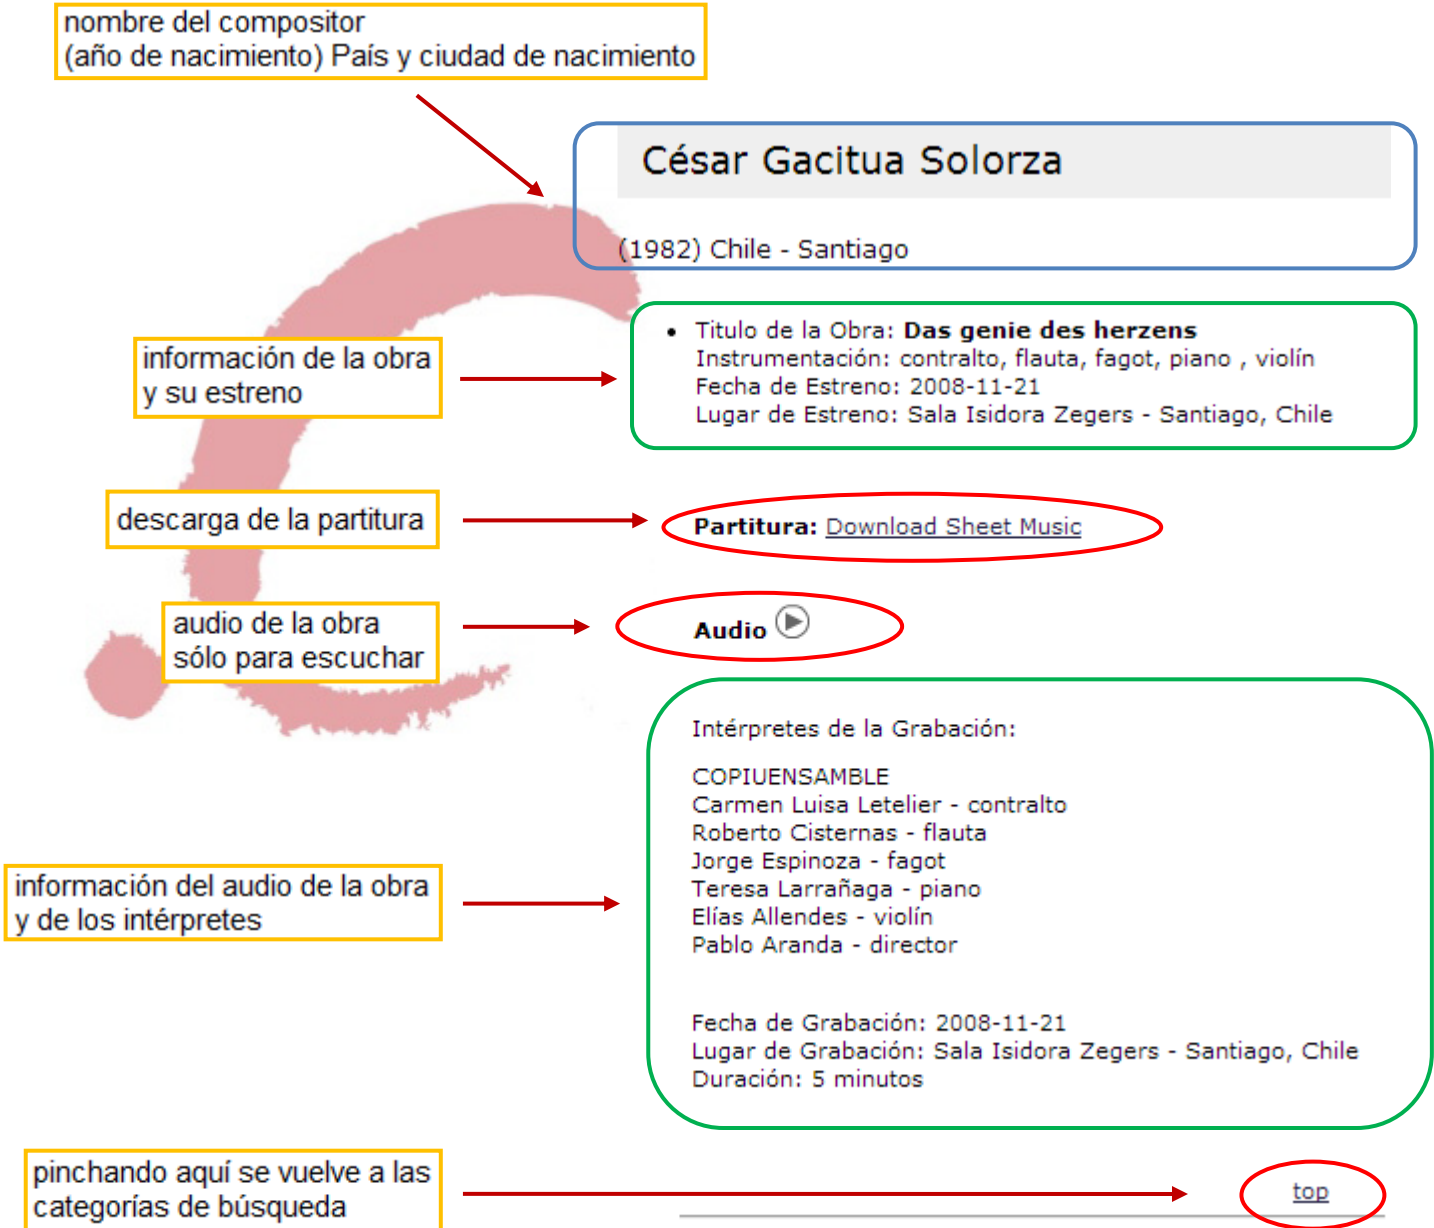 nombre del compositor
(año de nacimiento) País y ciudad de nacimiento
César Gacitua Solorza
(1982) Chile - Santiago
información de la obra
y su estreno
• Titulo de la Obra: Das genie des herzens
Instrumentación: contralto, flauta, fagot, piano , violín
Fecha de Estreno: 2008-11-21
Lugar de Estreno: Sala Isidora Zegers - Santiago, Chile
descarga de la partitura
Partitura: Download Sheet Music
audio de la obra
sólo para escuchar
Audio
información del audio de la obra
y de los intérpretes
Intérpretes de la Grabación:
COPIUENSAMBLE
Carmen Luisa Letelier - contralto
Roberto Cisternas - flauta
Jorge Espinoza - fagot
Teresa Larrañaga - piano
Elías Allendes - violín
Pablo Aranda - director
Fecha de Grabación: 2008-11-21
Lugar de Grabación: Sala Isidora Zegers - Santiago, Chile
Duración: 5 minutos
pinchando aquí se vuelve a las
categorías de búsqueda
top